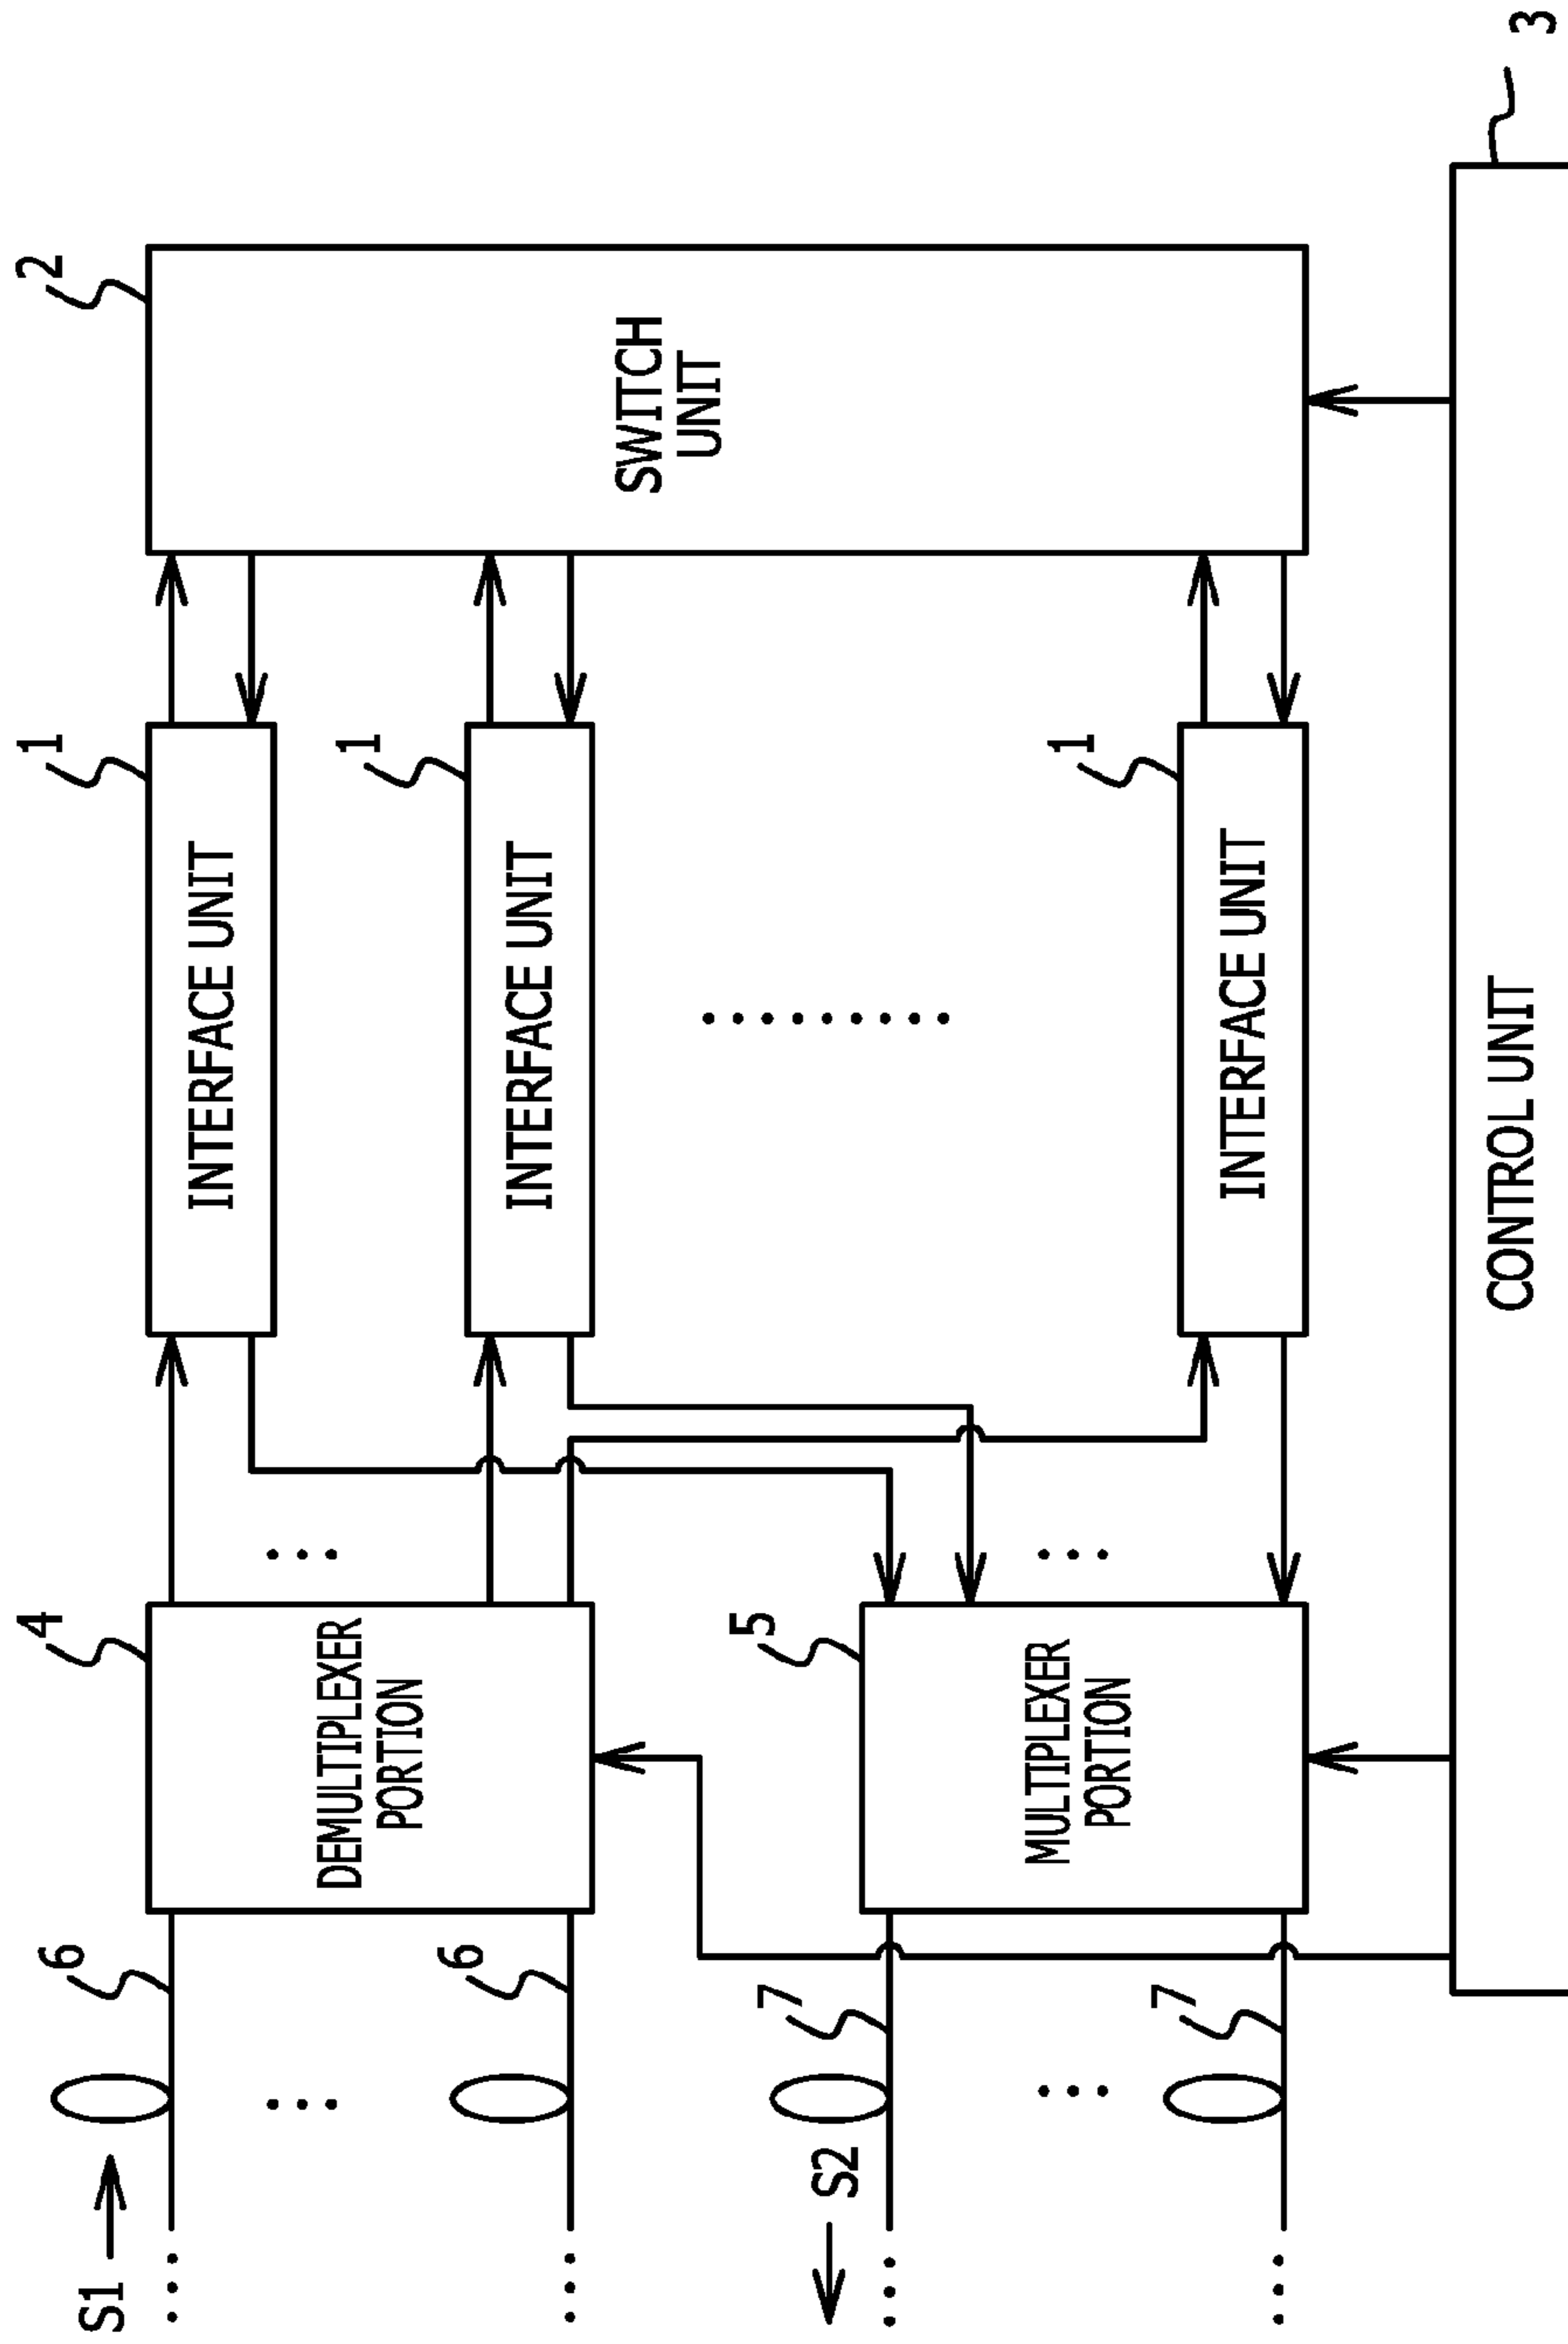 S1
6
4
1
2
INTERFACE UNIT
DEMULTIPLEXER
PORTION
6
1
INTERFACE UNIT
SWITCH
UNIT
S2
7
5
MULTIPLEXER
PORTION
7
1
INTERFACE UNIT
CONTROL UNIT
3